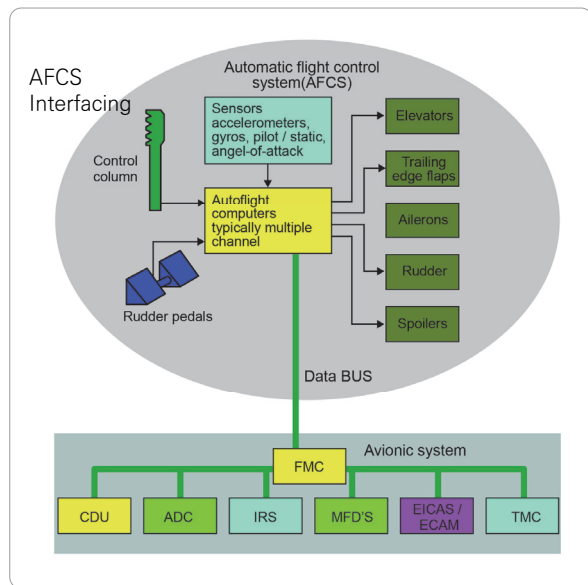 AFCS
Interfacing
Automatic flight control
system(AFCS)
Sensors
accelerometers,
gyros, pilot / static,
angel-of-attack
Control
column
Autoflight
computers
typically multiple
channel
Rudder pedals
Elevators
Trailing
edge flaps
Ailerons
Rudder
Spoilers
Data BUS
Avionic system
FMC
CDU
ADC
IRS
MFD'S
EICAS /
ECAM
TMC